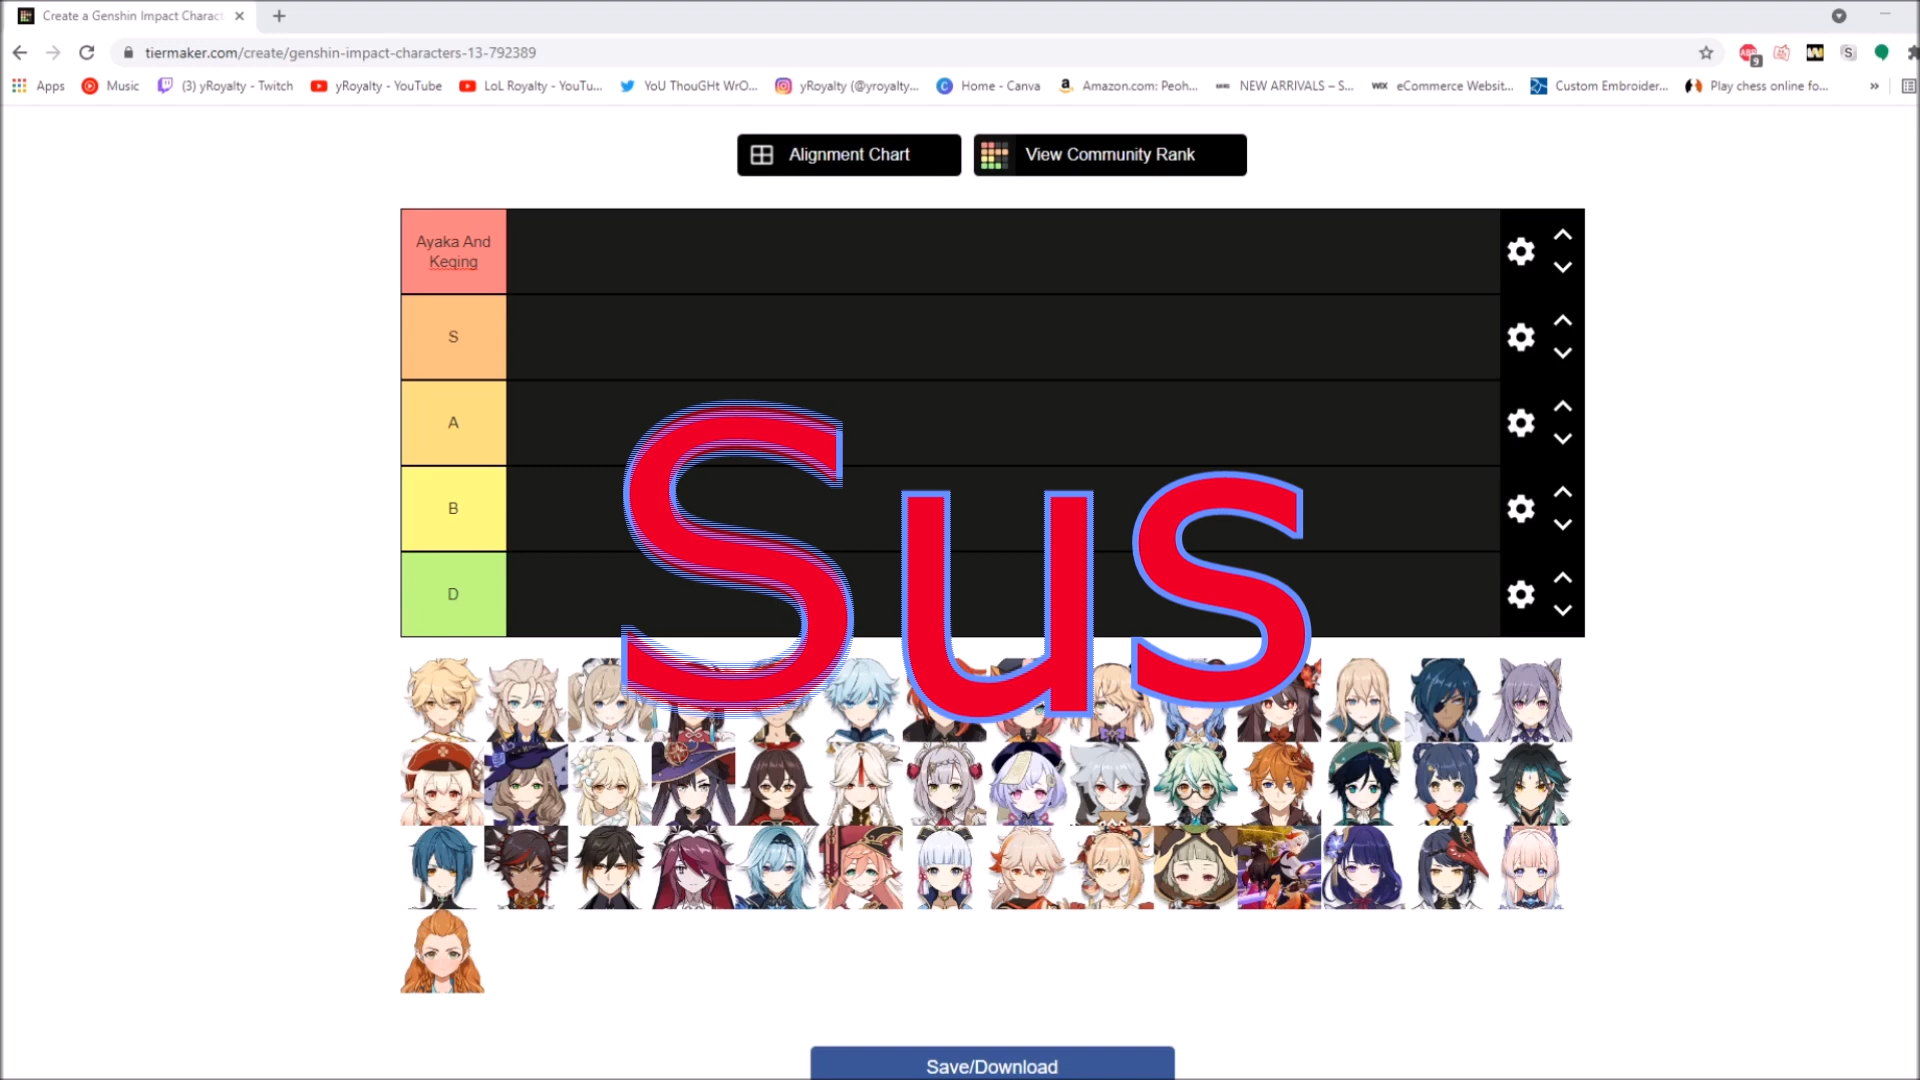 Create a Genshin Impact Charact
tiermaker.com/create/genshin-impact-characters-13-792389
9
S
Apps
Music
(3) yRoyalty - Twitch
yRoyalty - YouTube
LoL Royalty - YouTu...
YoU ThouGHt WrO...
yRoyalty (@yroyalty...
Home - Canva
Amazon.com: Peoh...
NEW ARRIVALS – S...
WIX eCommerce Websit...
Custom Embroider...
Play chess online fo...
Alignment Chart
View Community Rank
Ayaka And
Keqing
S
A
B
D
Sus
Save/Download